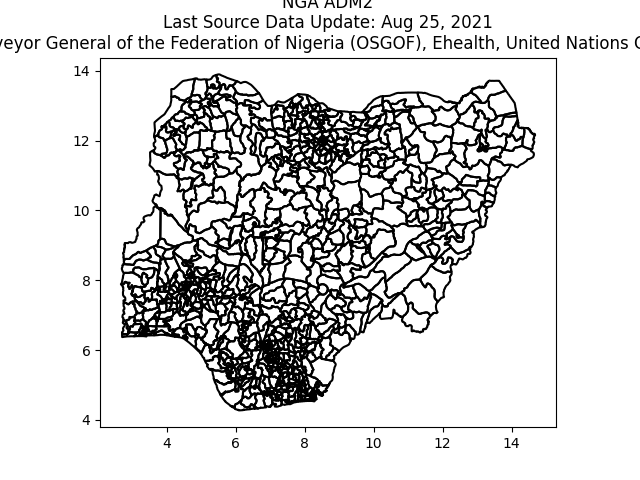 NGA ADM2
Last Source Data Update: Aug 25, 2021
veyor General of the Federation of Nigeria (OSGOF), Ehealth, United Nations
14
12
10
8
6
4
4 6 8 10 12 14